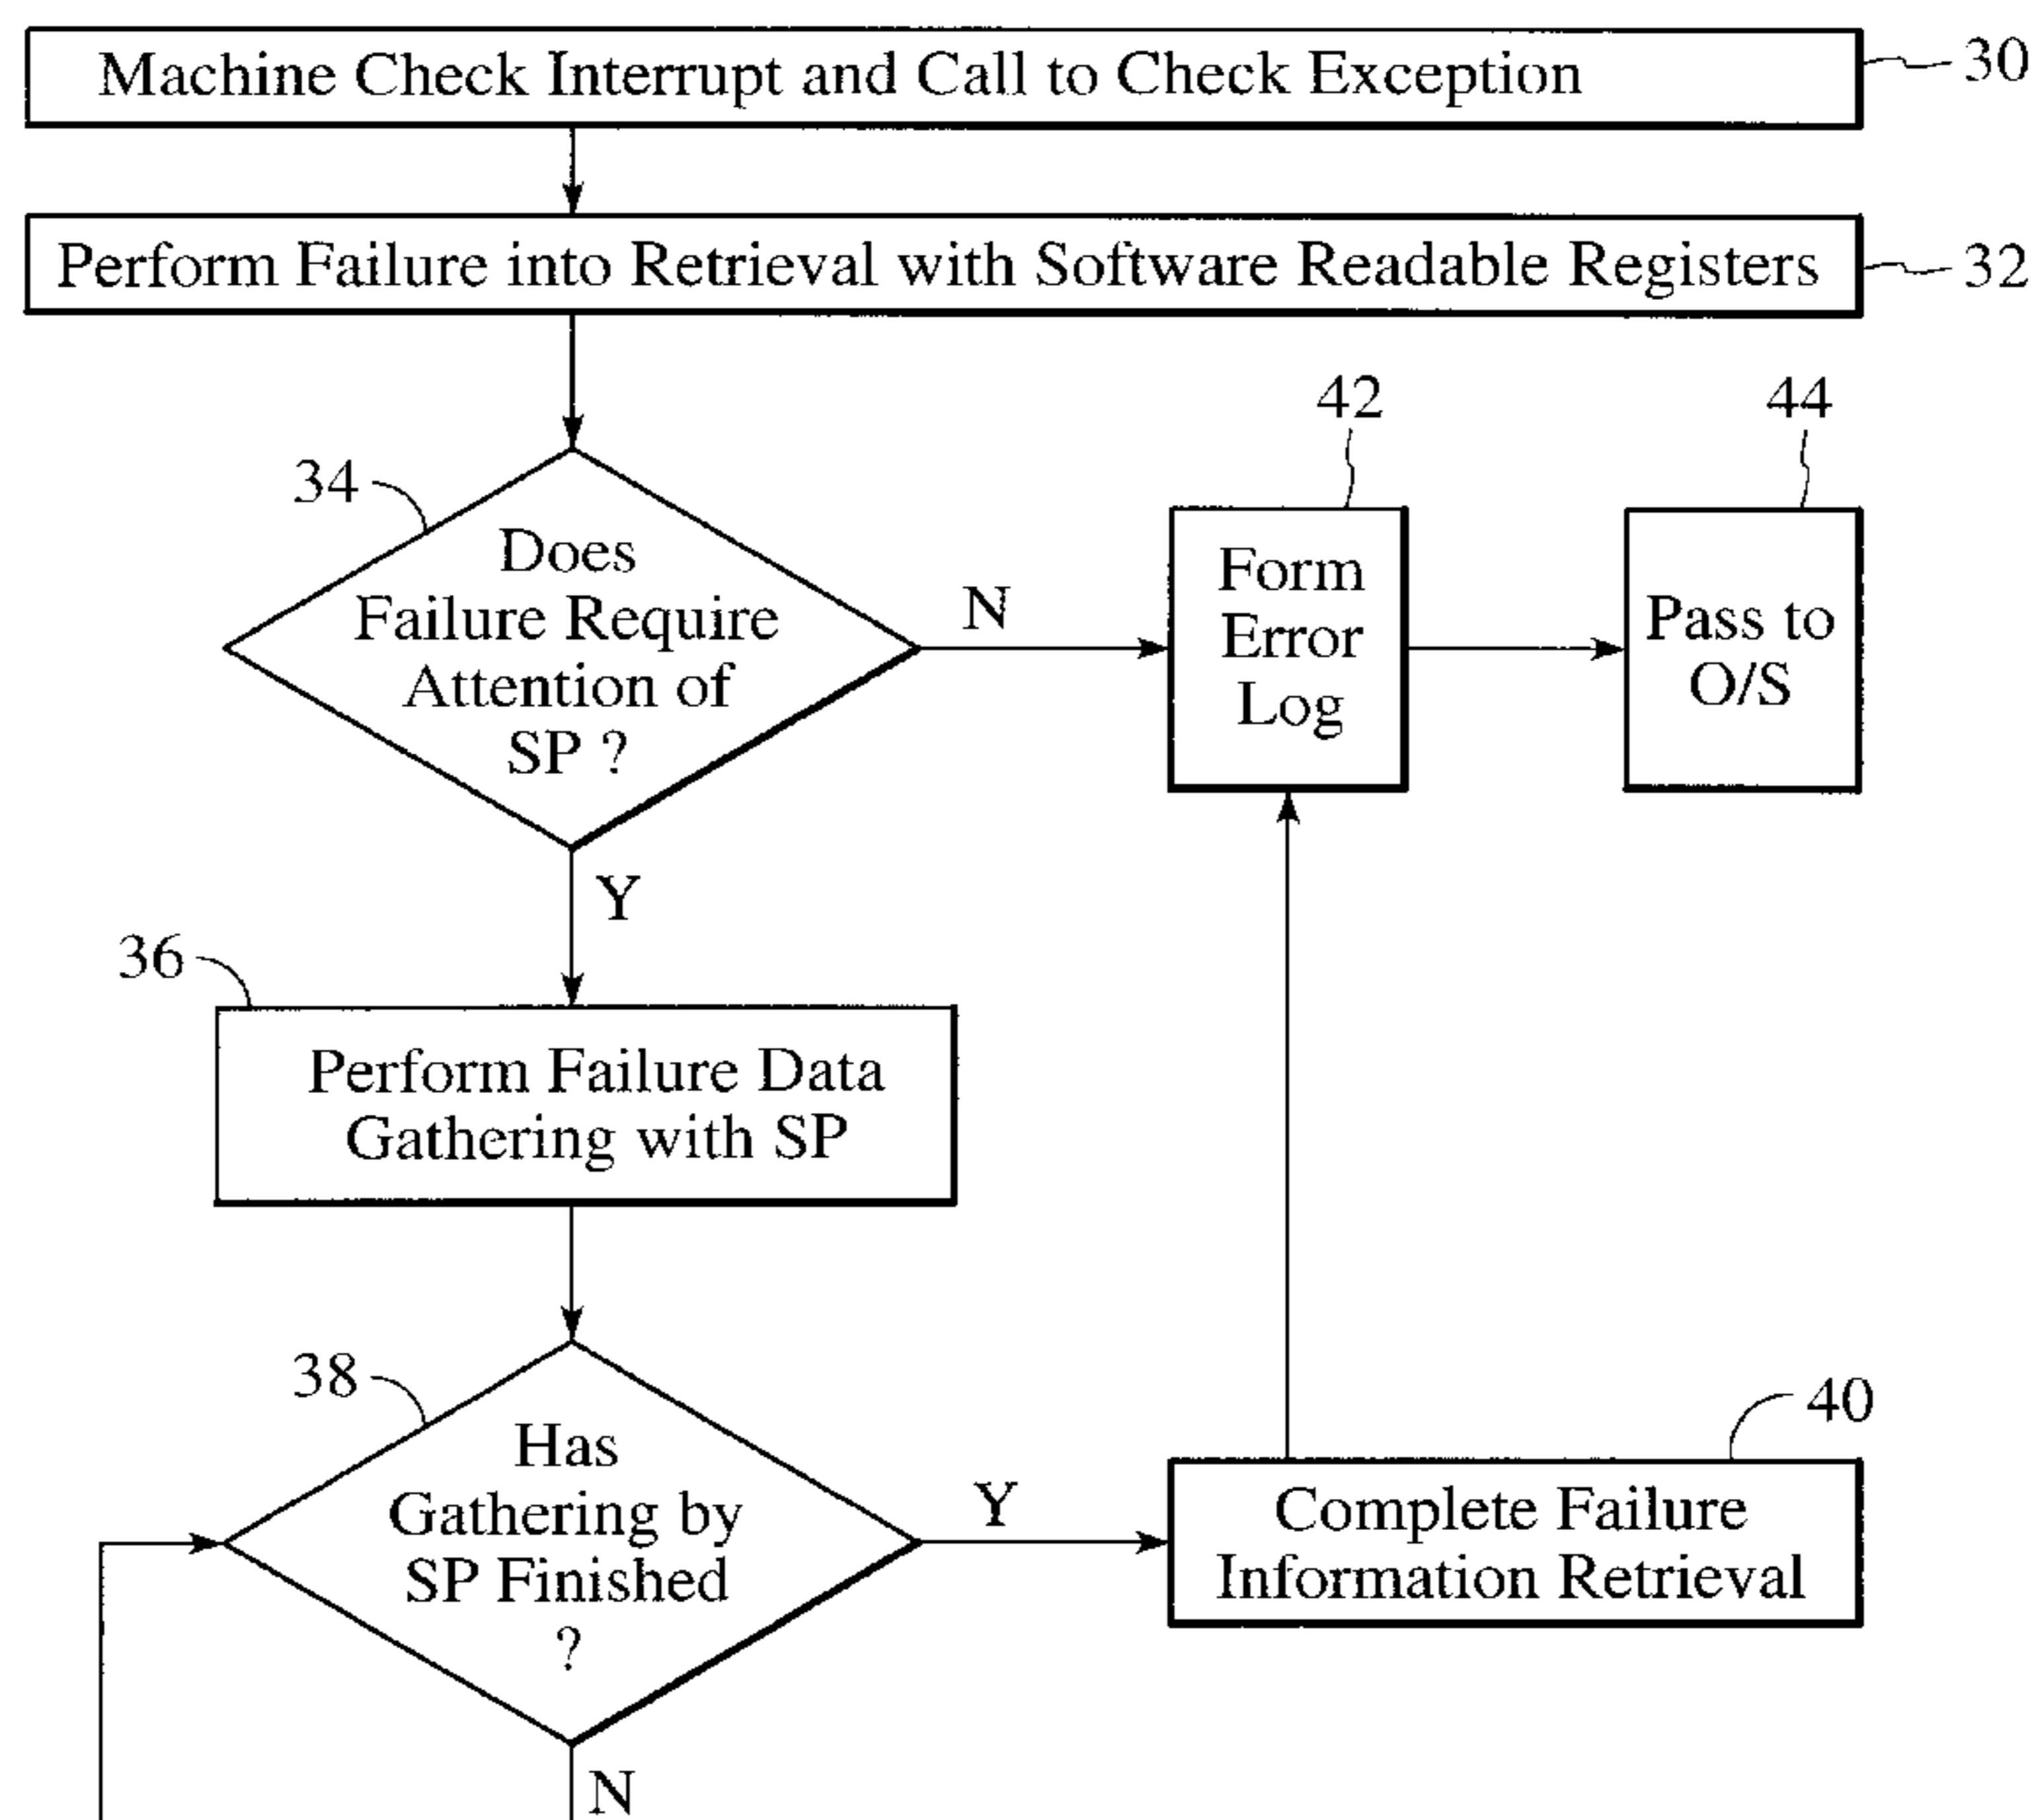 Machine Check Interrupt and Call to Check Exception
30
Perform Failure into Retrieval with Software Readable Registers
32
34
Does
Failure Require
Attention of
SP ?
N
42
Form
Error
Log
44
Pass to
O/S
Y
36
Perform Failure Data
Gathering with SP
38
Has
Gathering by
SP Finished
?
Y
40
Complete Failure
Information Retrieval
N